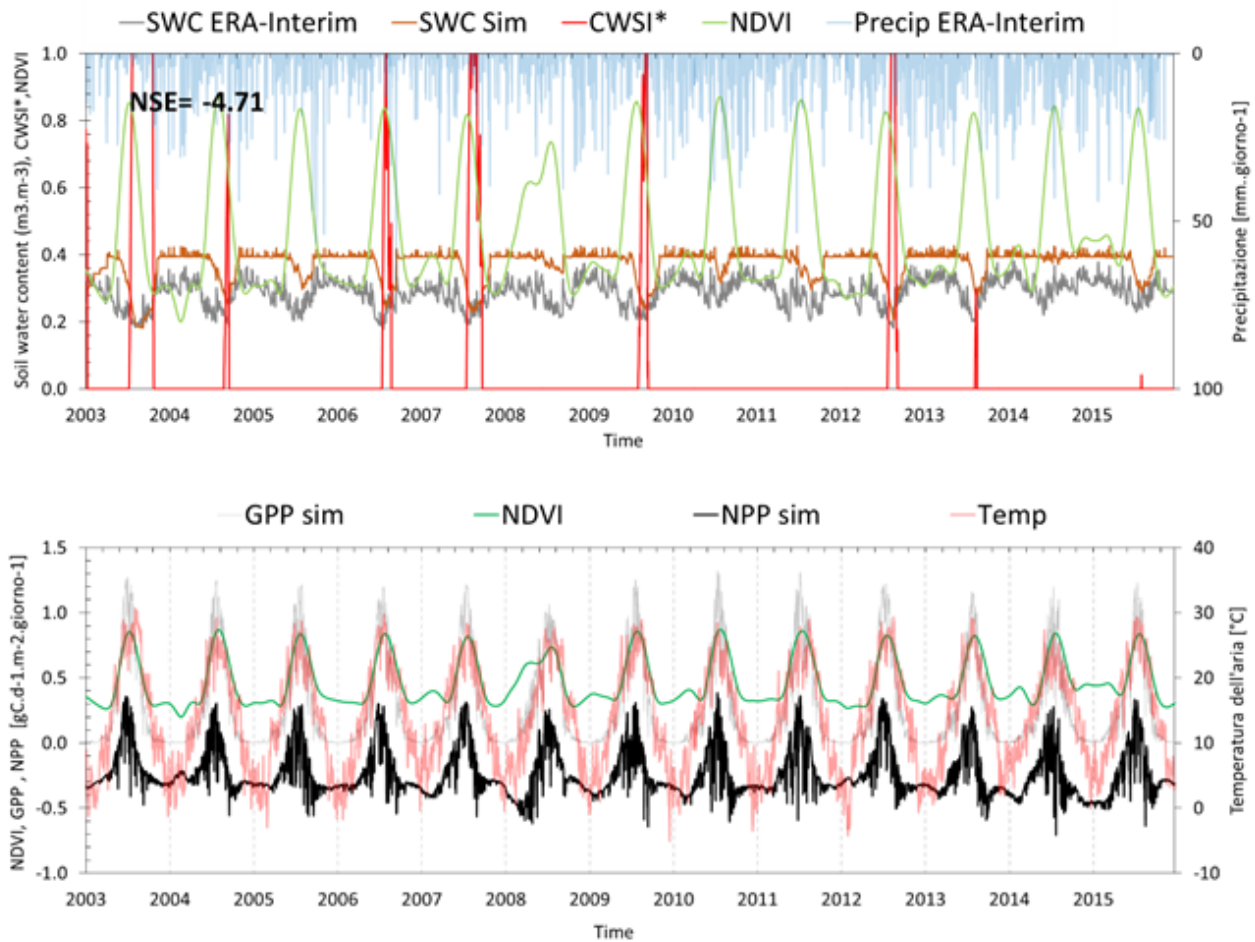 SWC ERA-Interim SWC Sim CWSI* NDVI Precip ERA-Interim
Soil water content (m3.m-3), CWSI*,NDVI
1.0
0.8
0.6
0.4
0.2
0.0
NSE= -4.71
0
50
100
Precipitazione [mm..giorno-1]
2003 2004 2005 2006 2007 2008 2009 2010 2011 2012 2013 2014 2015
Time
GPP sim NDVI NPP sim Temp
NDVI, GPP , NPP [gC.d-1.m-2.giorno-1]
1.5
1.0
0.5
0.0
-0.5
-1.0
40
30
20
10
0
-10
Temperatura dell'aria [°C]
2003 2004 2005 2006 2007 2008 2009 2010 2011 2012 2013 2014 2015
Time